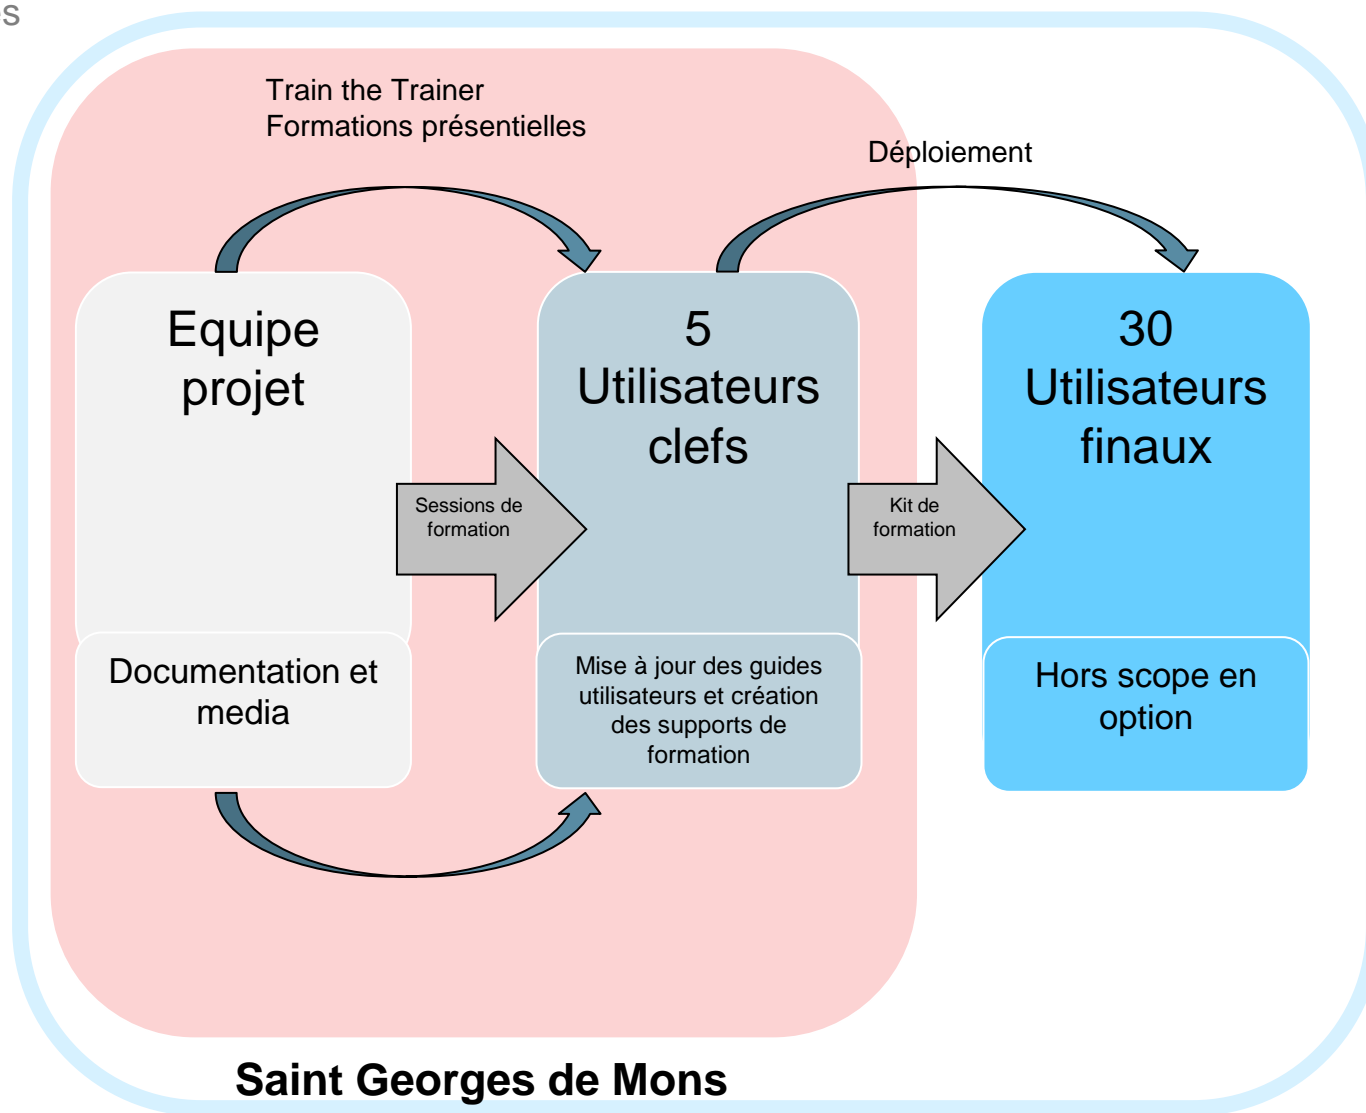 Train the Trainer
Formations présentielles
Déploiement
Equipe
projet
5
Utilisateurs
clefs
30
Utilisateurs
finaux
Sessions de
formation
Kit de
formation
Documentation et
media
Mise à jour des guides
utilisateurs et création
des supports de
formation
Hors scope en
option
Saint Georges de Mons